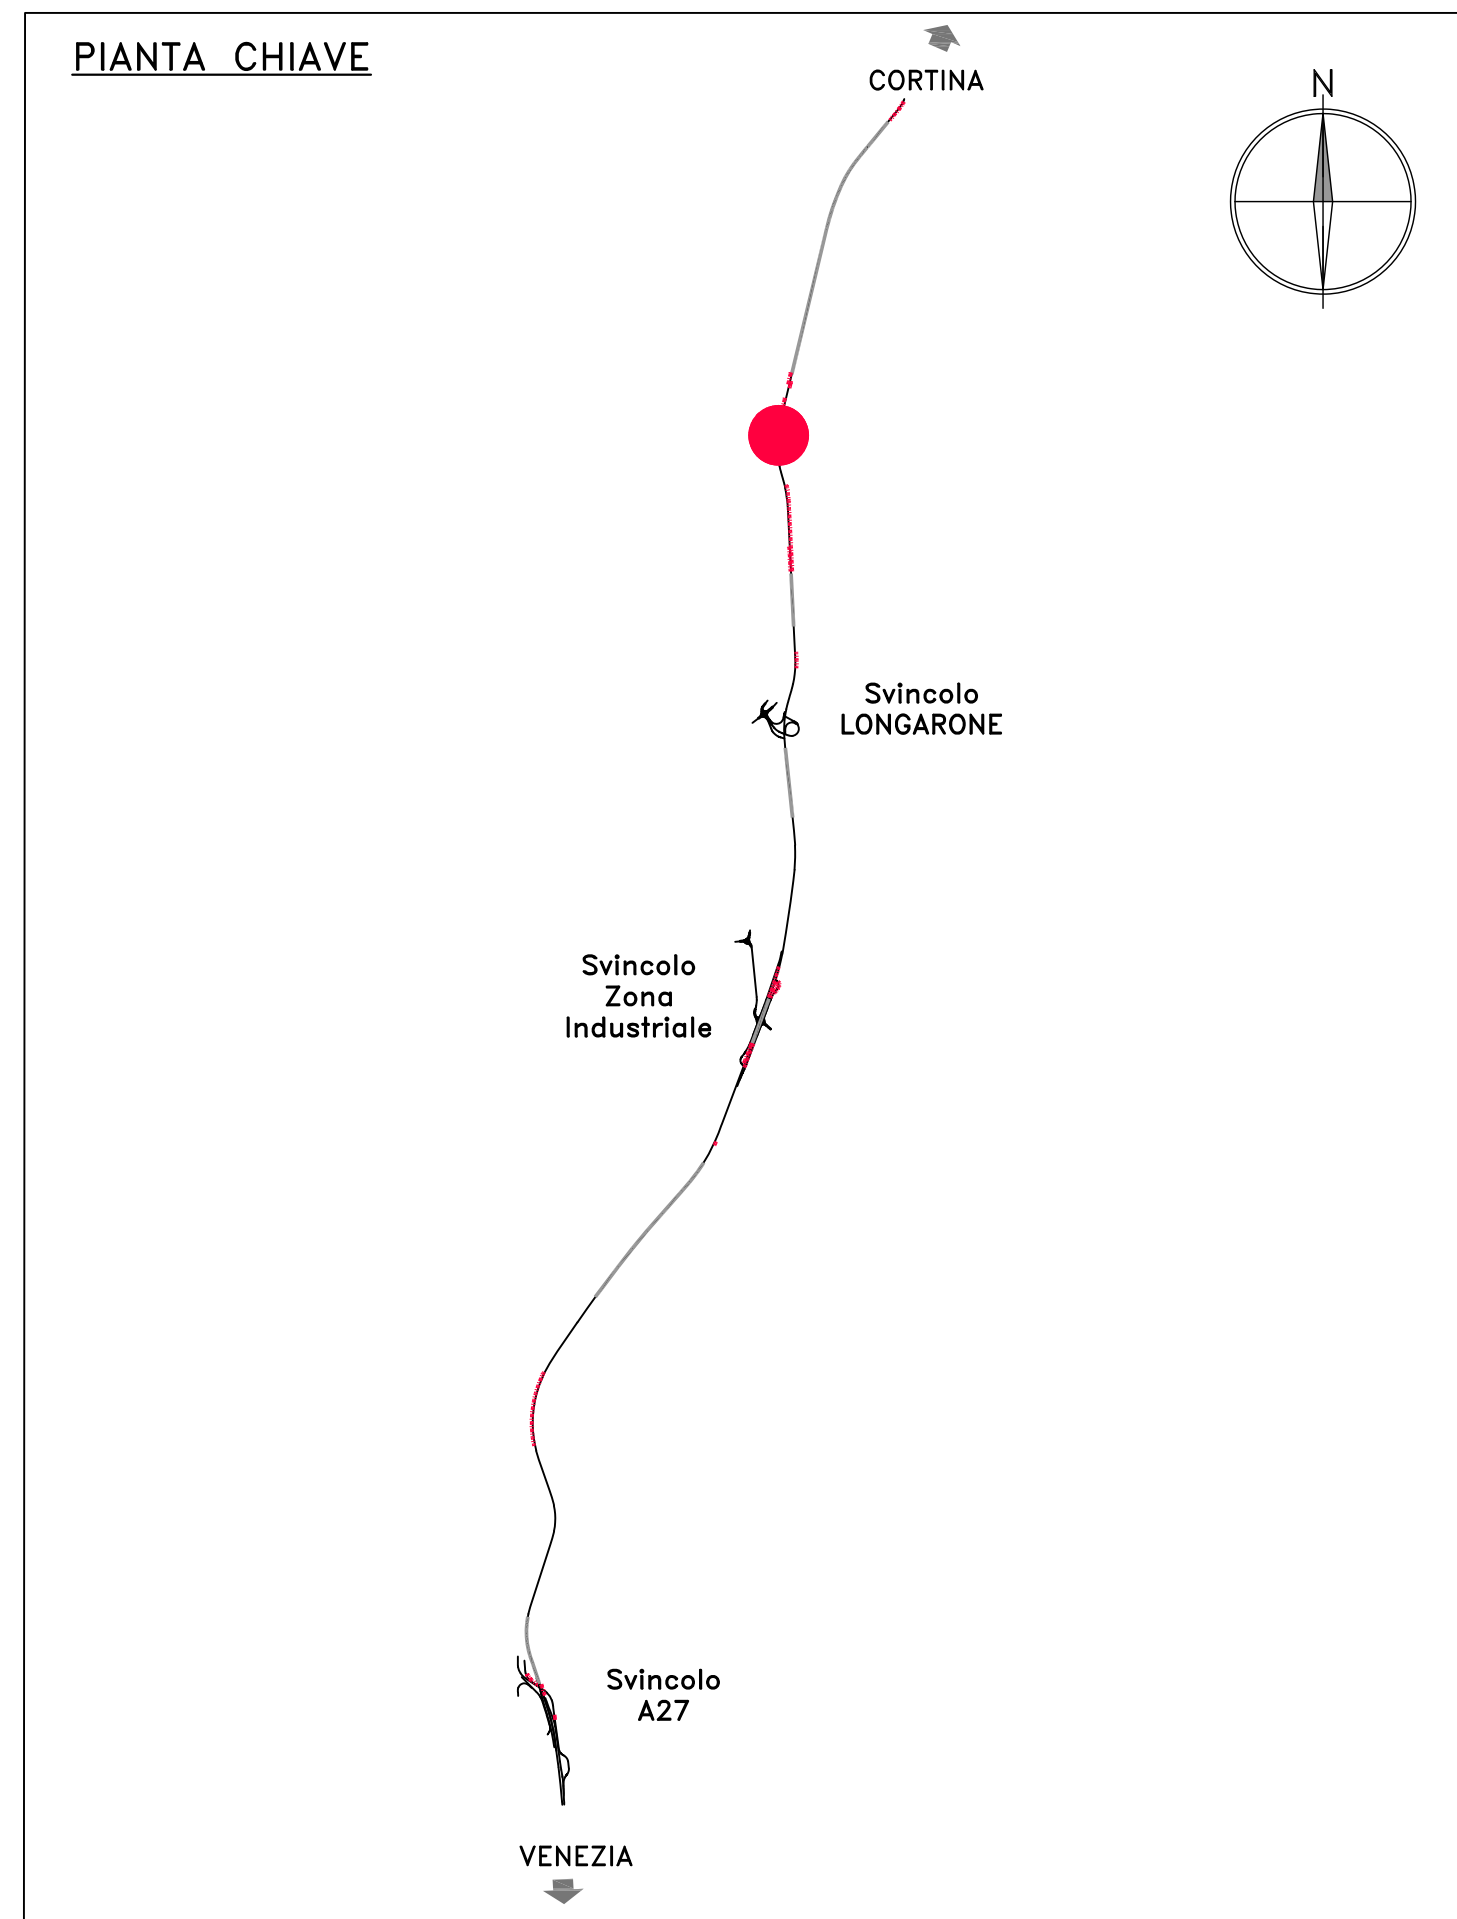 PIANTA CHIAVE
CORTINA
N
Svincolo
LONGARONE
Svincolo
Zona
Industriale
Svincolo
A27
VENEZIA